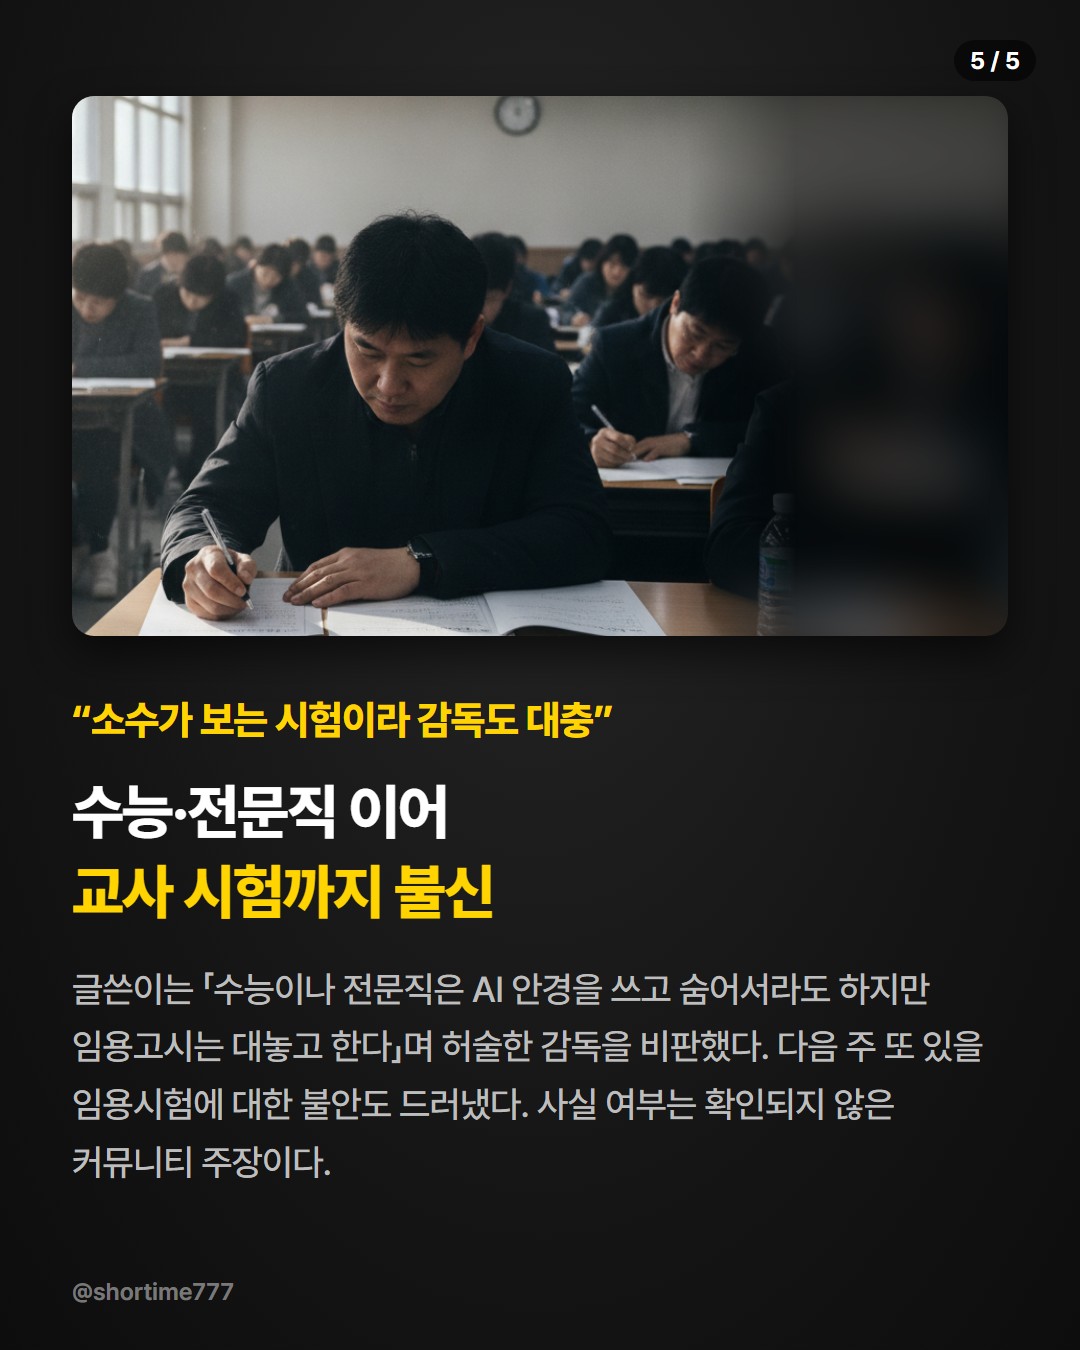 5 / 5
“소수가 보는 시험이라 감독도 대충”
수능·전문직 이어
교사 시험까지 불신
글쓴이는 「수능이나 전문직은 AI 안경을 쓰고 숨어서라도 하지만
임용고시는 대놓고 한다」며 허술한 감독을 비판했다. 다음 주 또 있을
임용시험에 대한 불안도 드러냈다. 사실 여부는 확인되지 않은
커뮤니티 주장이다.
@shortime777